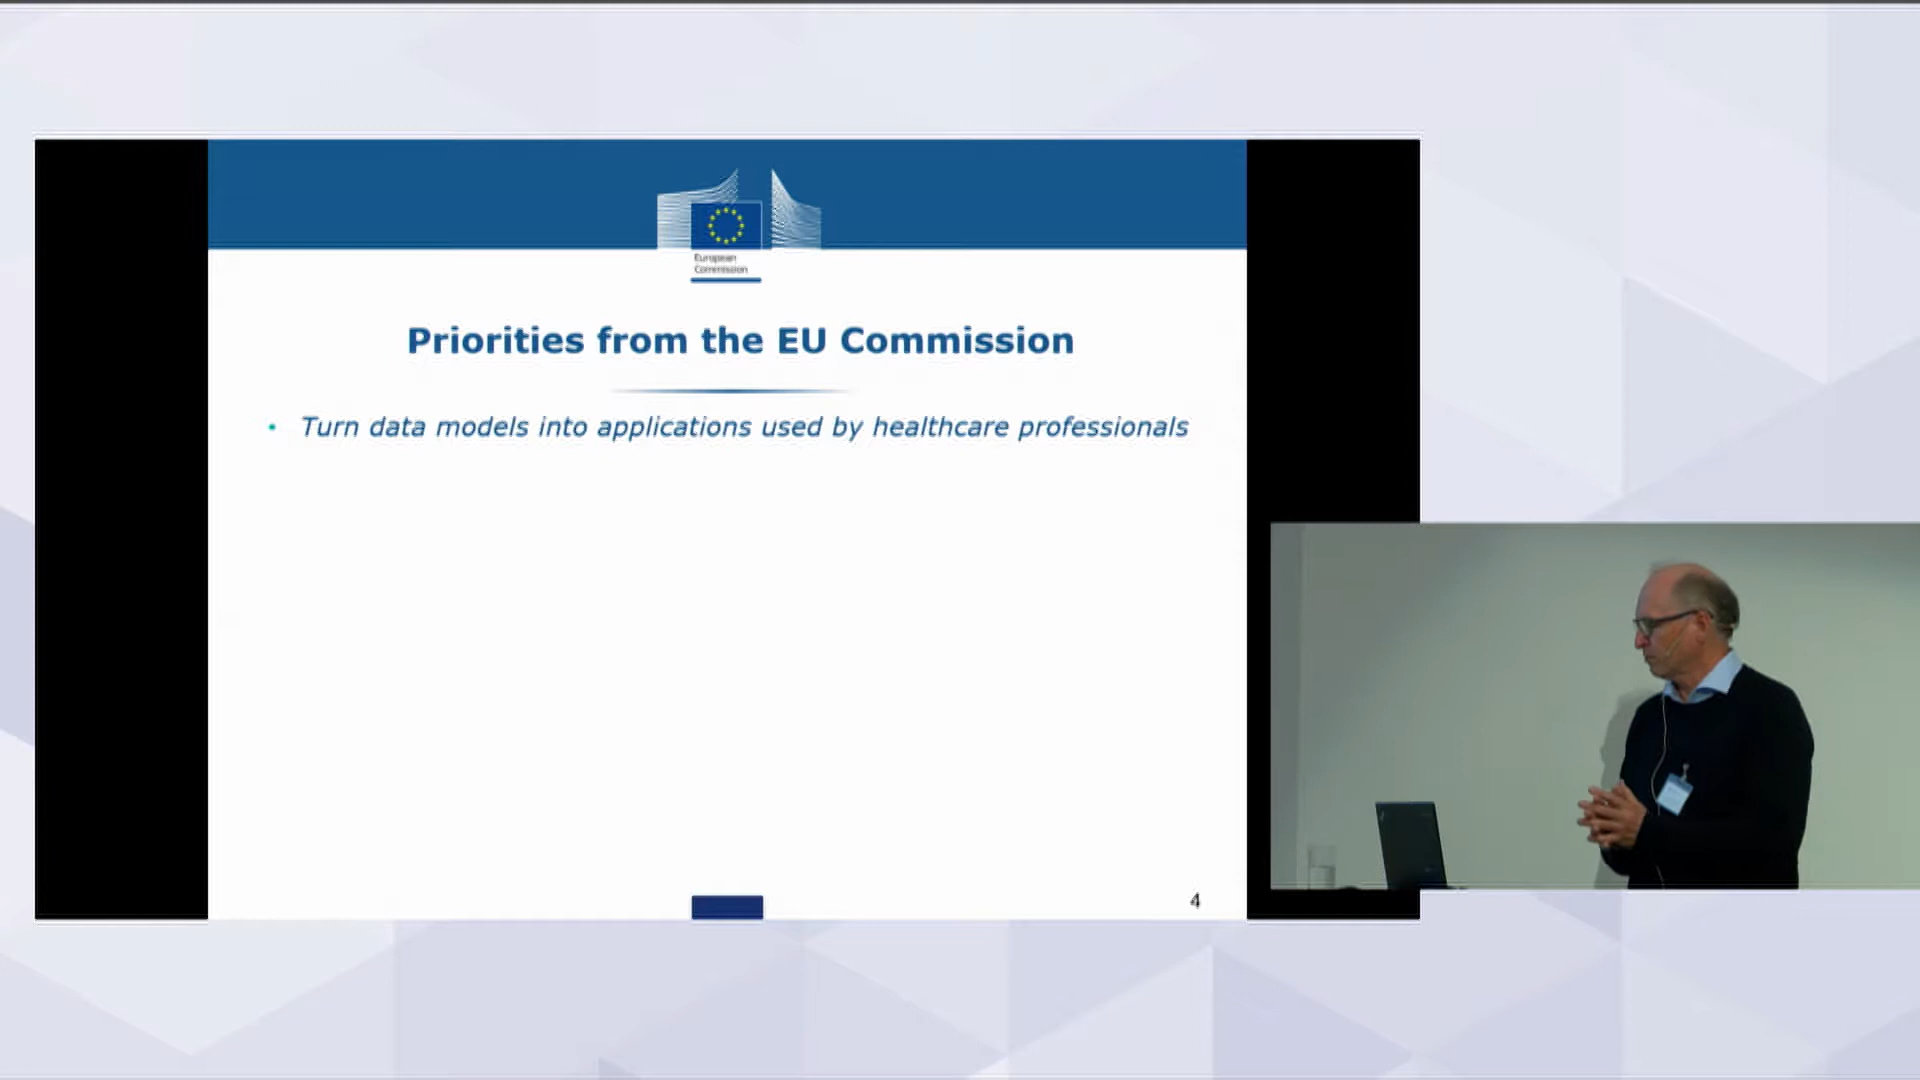 European
Commission
Priorities from the EU Commission
• Turn data models into applications used by healthcare professionals
4